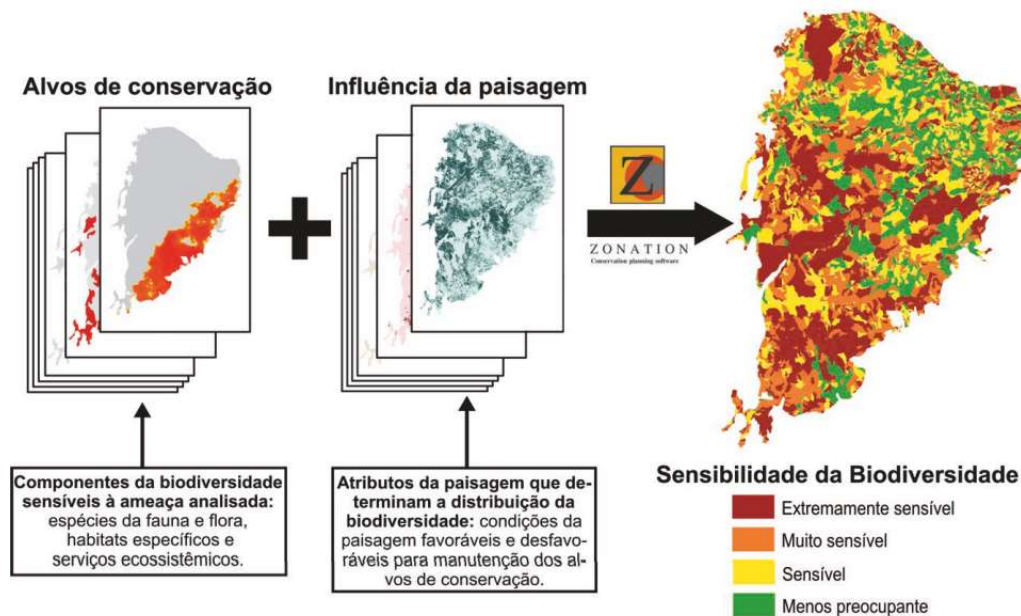 Alvos de conservação
Influência da paisagem
Z
ZONATION
Conservation planning software
Componentes da biodiversidade
sensíveis à ameaça analisada:
espécies da fauna e flora,
habitats específicos e
serviços ecossistêmicos.
Atributos da paisagem que de-
terminam a distribuição da
biodiversidade: condições da
paisagem favoráveis e desfavo-
ráveis para manutenção dos al-
vos de conservação.
Sensibilidade da Biodiversidade
Extremamente sensível
Muito sensível
Sensível
Menos preocupante